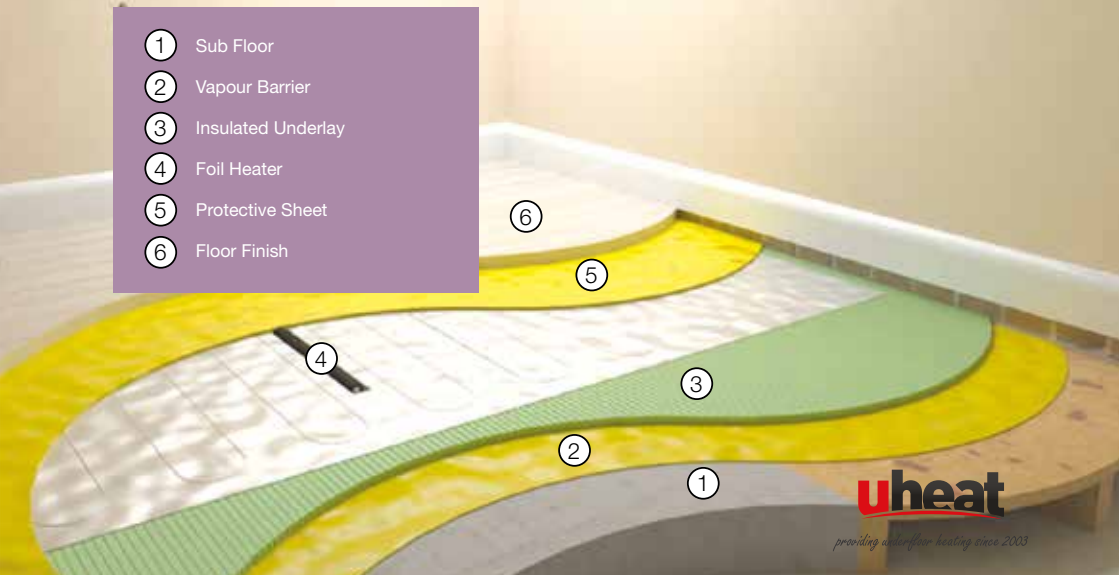 1 Sub Floor
2 Vapour Barrier
3 Insulated Underlay
4 Foil Heater
5 Protective Sheet
6 Floor Finish
6
5
4
3
2
1
uheat
providing underfloor heating since 2003